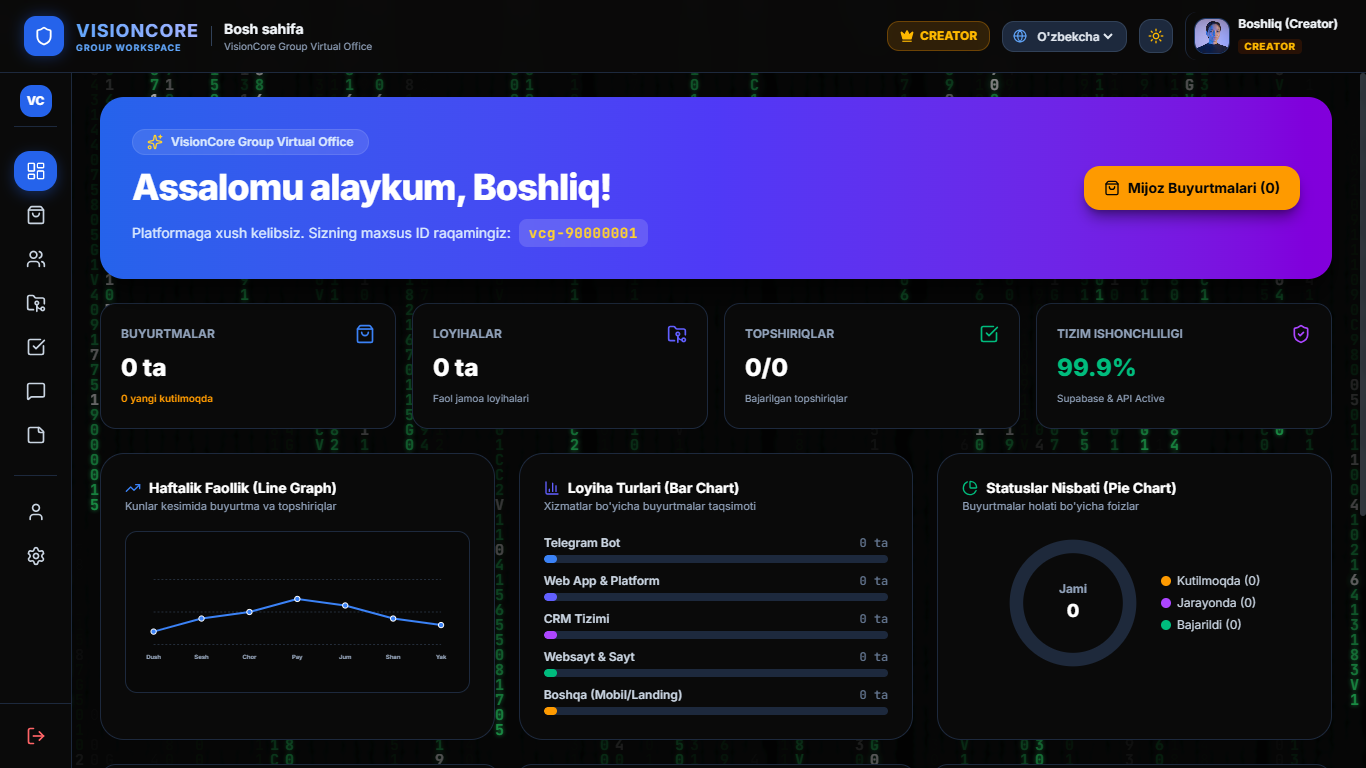 VISIONCORE
GROUP WORKSPACE
Bosh sahifa
VisionCore Group Virtual Office
CREATOR
O'zbekcha
Boshliq (Creator)
CREATOR
VC
VisionCore Group Virtual Office
Assalomu alaykum, Boshliq!
Platformaga xush kelibsiz. Sizning maxsus ID raqamingiz: vcg-90000001
Mijoz Buyurtmalari (0)
BUYURTMALAR
0 ta
0 yangi kutilmoqda
LOYIHALAR
0 ta
Faol jamoa loyihalari
TOPSHIRIQLAR
0/0
Bajarilgan topshiriqlar
TIZIM ISHONCHLILIGI
99.9%
Supabase & API Active
Haftalik Faollik (Line Graph)
Kunlar kesimida buyurtma va topshiriqlar
Dush Sesh Chor Pay Jum Shan Yak
Loyiha Turlari (Bar Chart)
Xizmatlar bo'yicha buyurtmalar taqsimoti
Telegram Bot 0 ta
Web App & Platform 0 ta
CRM Tizimi 0 ta
Websayt & Sayt 0 ta
Boshqa (Mobil/Landing) 0 ta
Statuslar Nisbati (Pie Chart)
Buyurtmalar holati bo'yicha foizlar
Jami
0
Kutilmoqda (0)
Jarayonda (0)
Bajarildi (0)